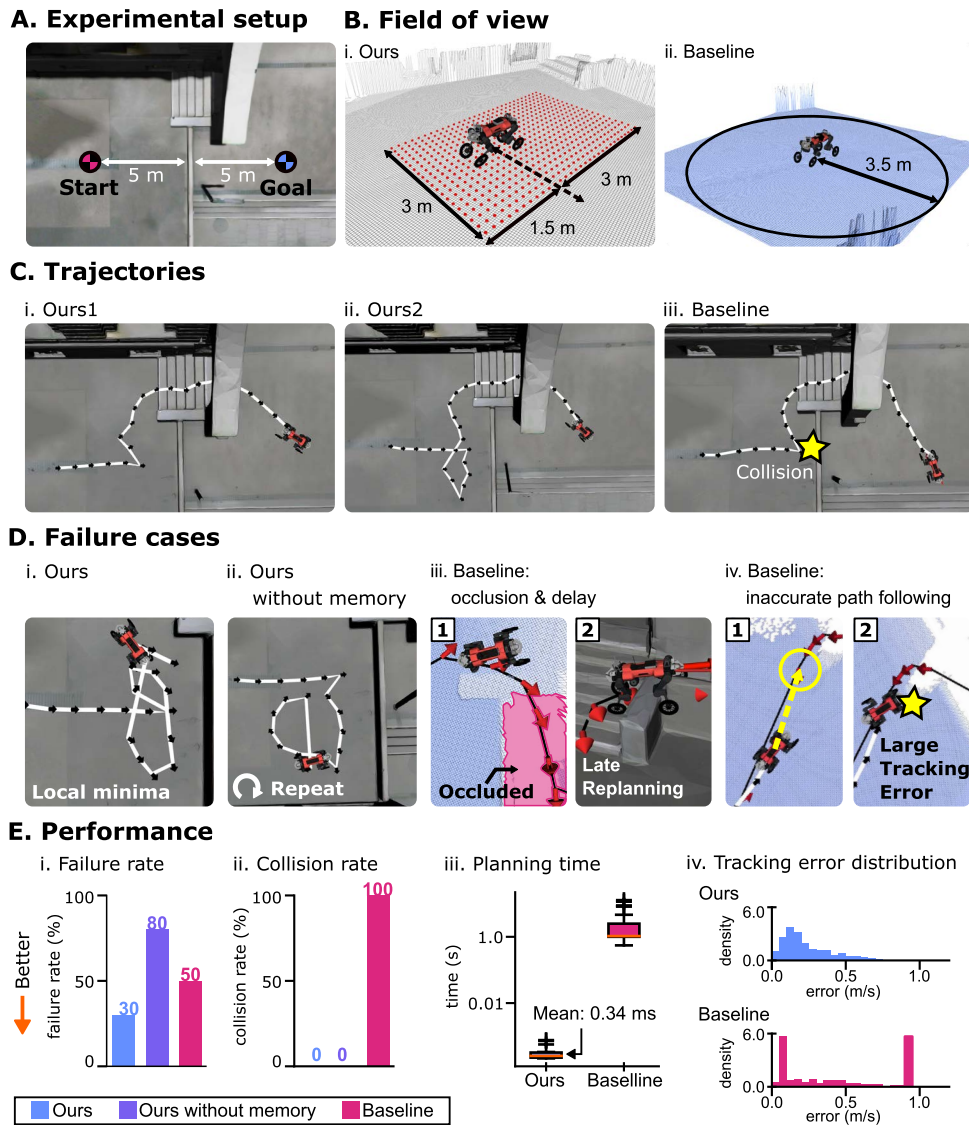 A. Experimental setup
Start
5 m
5 m
Goal
B. Field of view
i. Ours
3 m
1.5 m
3 m
ii. Baseline
3.5 m
C. Trajectories
i. Ours1
ii. Ours2
iii. Baseline
Collision
D. Failure cases
i. Ours
Local minima
ii. Ours
without memory
Repeat
iii. Baseline:
occlusion & delay
1
Occluded
2
Late
Replanning
iv. Baseline:
inaccurate path following
1
2
Large
Tracking
Error
E. Performance
i. Failure rate
Better
failure rate (%)
100
50
0
30
80
50
ii. Collision rate
collision rate (%)
100
50
0
0
0
100
iii. Planning time
time (s)
1.0
0.01
Mean: 0.34 ms
Ours
Baseline
iv. Tracking error distribution
Ours
density
6.0
0.0
0.0
0.5
1.0
error (m/s)
Baseline
density
6.0
0.0
0.0
0.5
1.0
error (m/s)
Ours
Ours without memory
Baseline